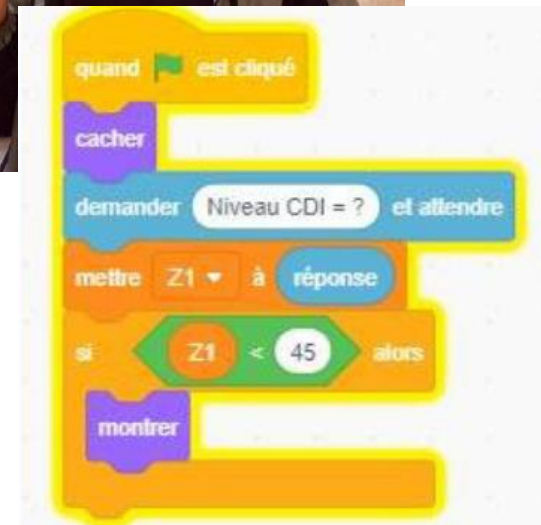 quand est cliqué
cacher
demander Niveau CDI = ? et attendre
mettre Z1 à réponse
si Z1 < 45 alors
montrer